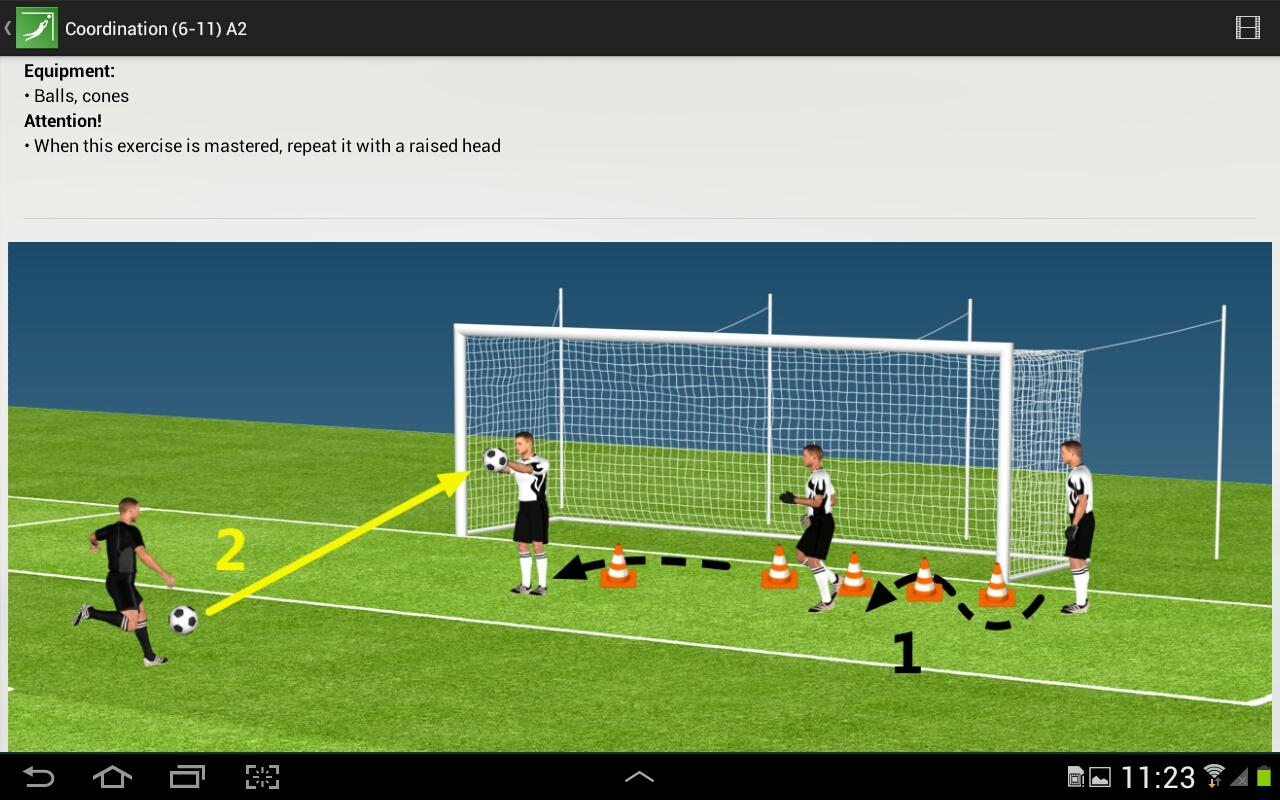 Coordination (6-11) A2
Equipment:
• Balls, cones
Attention!
• When this exercise is mastered, repeat it with a raised head
2
1
11:23